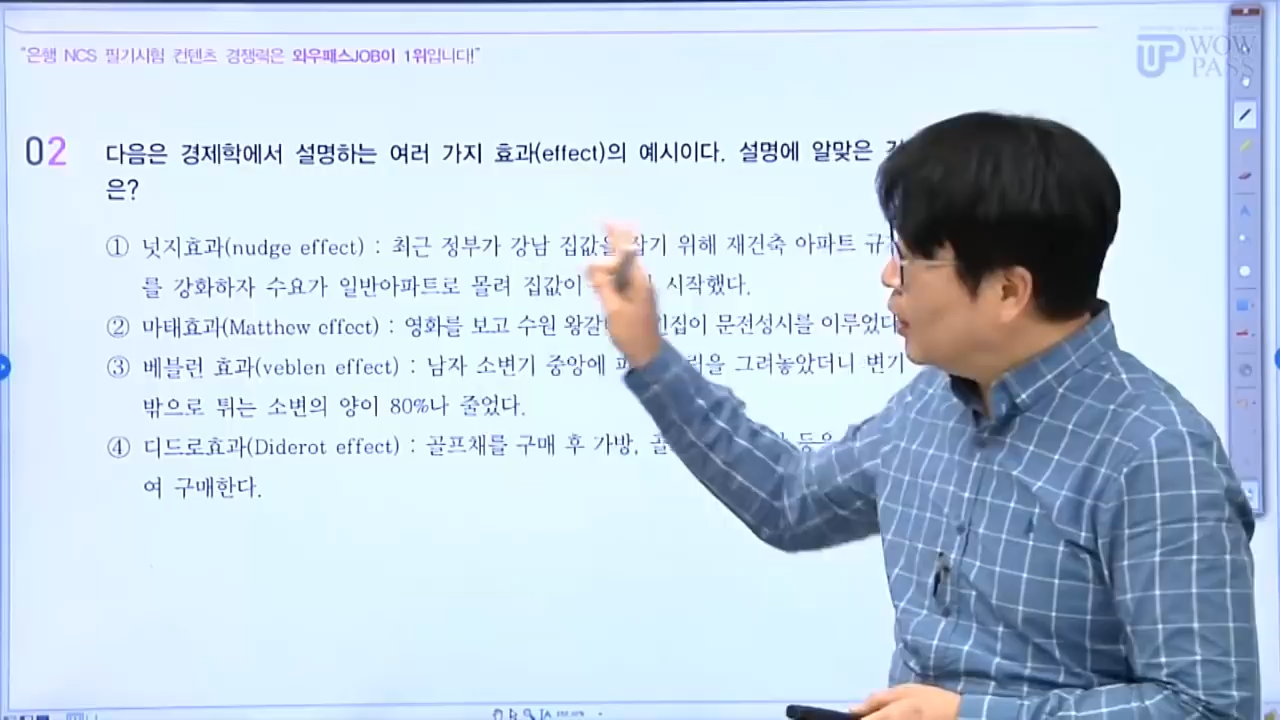 "은행 NCS 필기시험 컨텐츠 경쟁력은 와우패스JOB이 1위입니다!"
UP WOW PASS
02 다음은 경제학에서 설명하는 여러 가지 효과(effect)의 예시이다. 설명에 알맞은
은?
① 넛지효과(nudge effect) : 최근 정부가 강남 집값을 잡기 위해 재건축 아파트
를 강화하자 수요가 일반아파트로 몰려 집값이 시작했다.
② 마태효과(Matthew effect) : 영화를 보고 수원 문전성시를 이루었다
③ 베블런 효과(veblen effect) : 남자 소변기 중앙에 그려놓았더니 변기
밖으로 튀는 소변의 양이 80%나 줄었다.
④ 디드로효과(Diderot effect) : 골프채를 구매 후 가방, 등을
여 구매한다.